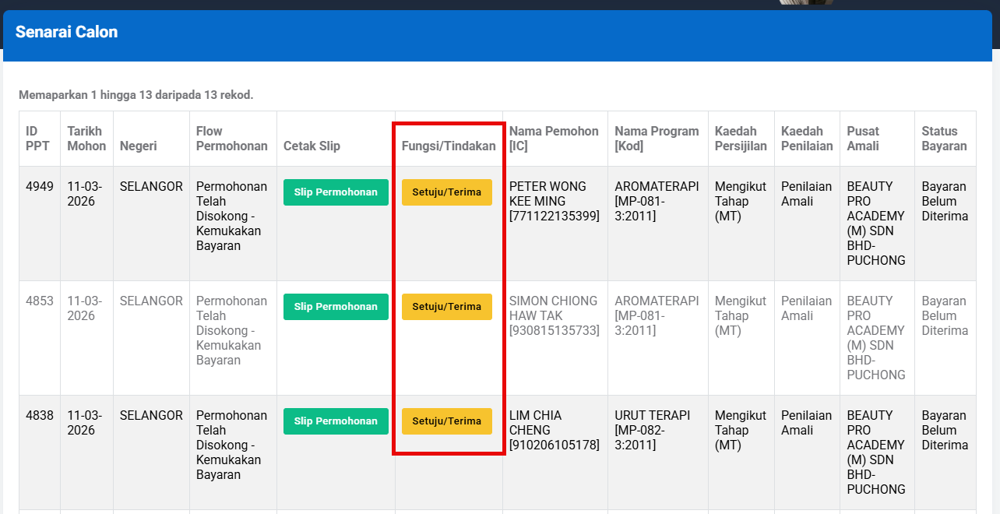 Senarai Calon
Memaparkan 1 hingga 13 daripada 13 rekod.
ID PPT
Tarikh Mohon
Negeri
Flow Permohonan
Cetak Slip
Fungsi/Tindakan
Nama Pemohon [IC]
Nama Program [Kod]
Kaedah Persijilan
Kaedah Penilaian
Pusat Amali
Status Bayaran
4949
11-03-2026
SELANGOR
Permohonan Telah Disokong - Kemukakan Bayaran
Slip Permohonan
Setuju/Terima
PETER WONG KEE MING [771122135399]
AROMATERAPI [MP-081-3:2011]
Mengikut Tahap (MT)
Penilaian Amali
BEAUTY PRO ACADEMY (M) SDN BHD-PUCHONG
Bayaran Belum Diterima
4853
11-03-2026
SELANGOR
Permohonan Telah Disokong - Kemukakan Bayaran
Slip Permohonan
Setuju/Terima
SIMON CHIONG HAW TAK [930815135733]
AROMATERAPI [MP-081-3:2011]
Mengikut Tahap (MT)
Penilaian Amali
BEAUTY PRO ACADEMY (M) SDN BHD-PUCHONG
Bayaran Belum Diterima
4838
11-03-2026
SELANGOR
Permohonan Telah Disokong - Kemukakan Bayaran
Slip Permohonan
Setuju/Terima
LIM CHIA CHENG [910206105178]
URUT TERAPI [MP-082-3:2011]
Mengikut Tahap (MT)
Penilaian Amali
BEAUTY PRO ACADEMY (M) SDN BHD-PUCHONG
Bayaran Belum Diterima